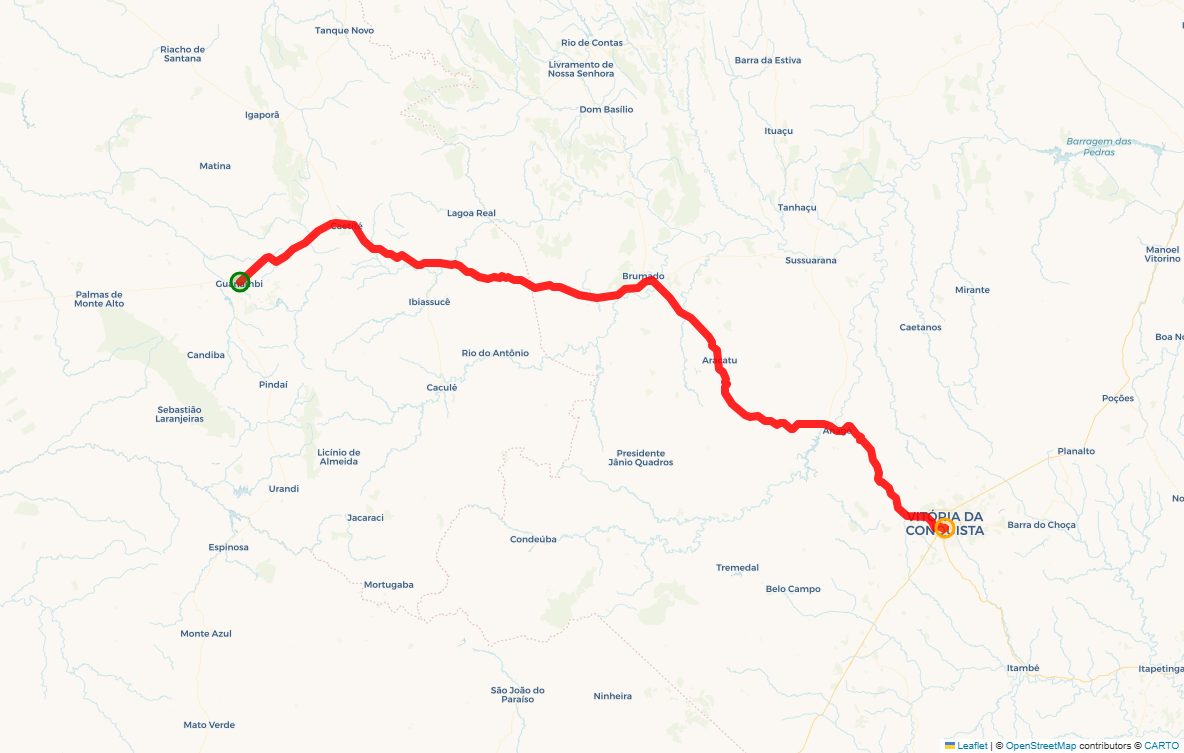 Tanque Novo
Rio de Contas
Riacho de
Santana
Barra da Estiva
Livramento de
Nossa Senhora
Igaporã
Dom Basílio
Ituaçu
Barragem das
Pedras
Matina
Lagoa Real
Tanhaçu
Caetité
Manoel
Vitorino
Sussuarana
Guanambi
Brumado
Palmas de
Monte Alto
Ibiassucê
Mirante
Caetanos
Boa No
Candiba
Rio do Antônio
Aracatu
Pindaí
Caculé
Poções
Sebastião
Laranjeiras
Anagé
Licínio de
Almeida
Presidente
Jânio Quadros
Planalto
Urandi
No
Jacaraci
VITÓRIA DA
CONQUISTA
Barra do Choça
Condeúba
Espinosa
Tremedal
Mortugaba
Belo Campo
Monte Azul
Itambé
Itapetinga
São João do
Paraíso
Ninheira
Mato Verde
Leaflet | © OpenStreetMap contributors © CARTO